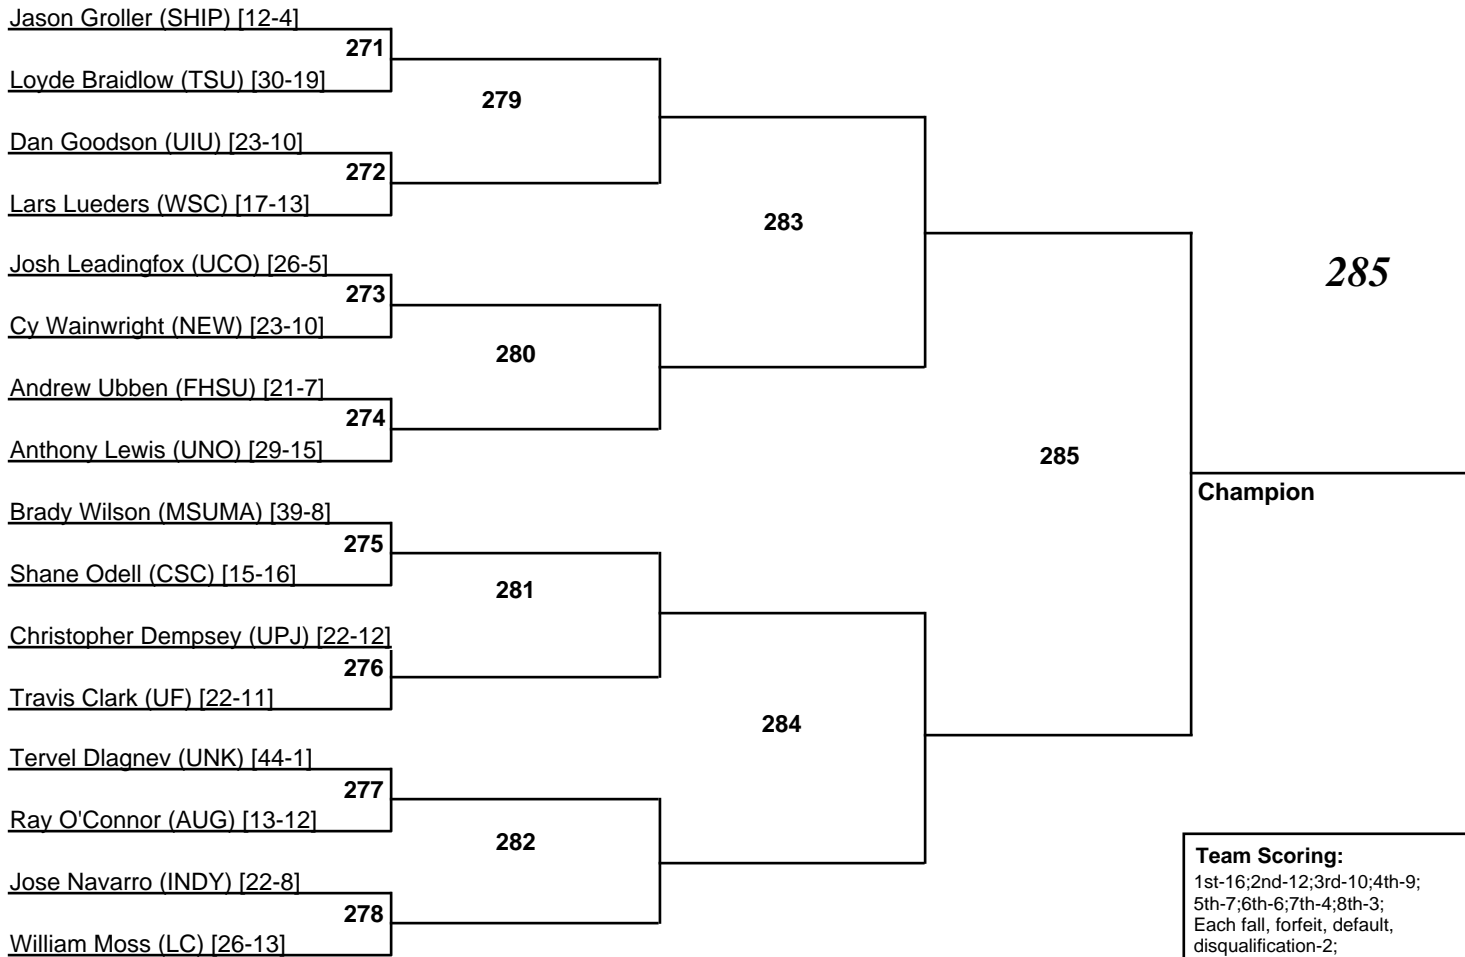 Jason Groller (SHIP) [12-4]
271
Loyde Braidlow (TSU) [30-19]
279
Dan Goodson (UIU) [23-10]
272
Lars Lueders (WSC) [17-13]
283
Josh Leadingfox (UCO) [26-5]
285
273
Cy Wainwright (NEW) [23-10]
280
Andrew Ubben (FHSU) [21-7]
274
Anthony Lewis (UNO) [29-15]
285
Champion
Brady Wilson (MSUMA) [39-8]
275
Shane Odell (CSC) [15-16]
281
Christopher Dempsey (UPJ) [22-12]
276
Travis Clark (UF) [22-11]
284
Tervel Dlagnev (UNK) [44-1]
277
Ray O'Connor (AUG) [13-12]
282
Jose Navarro (INDY) [22-8]
278
William Moss (LC) [26-13]
Team Scoring:
1st-16;2nd-12;3rd-10;4th-9;
5th-7;6th-6;7th-4;8th-3;
Each fall, forfeit, default,
disqualification-2;